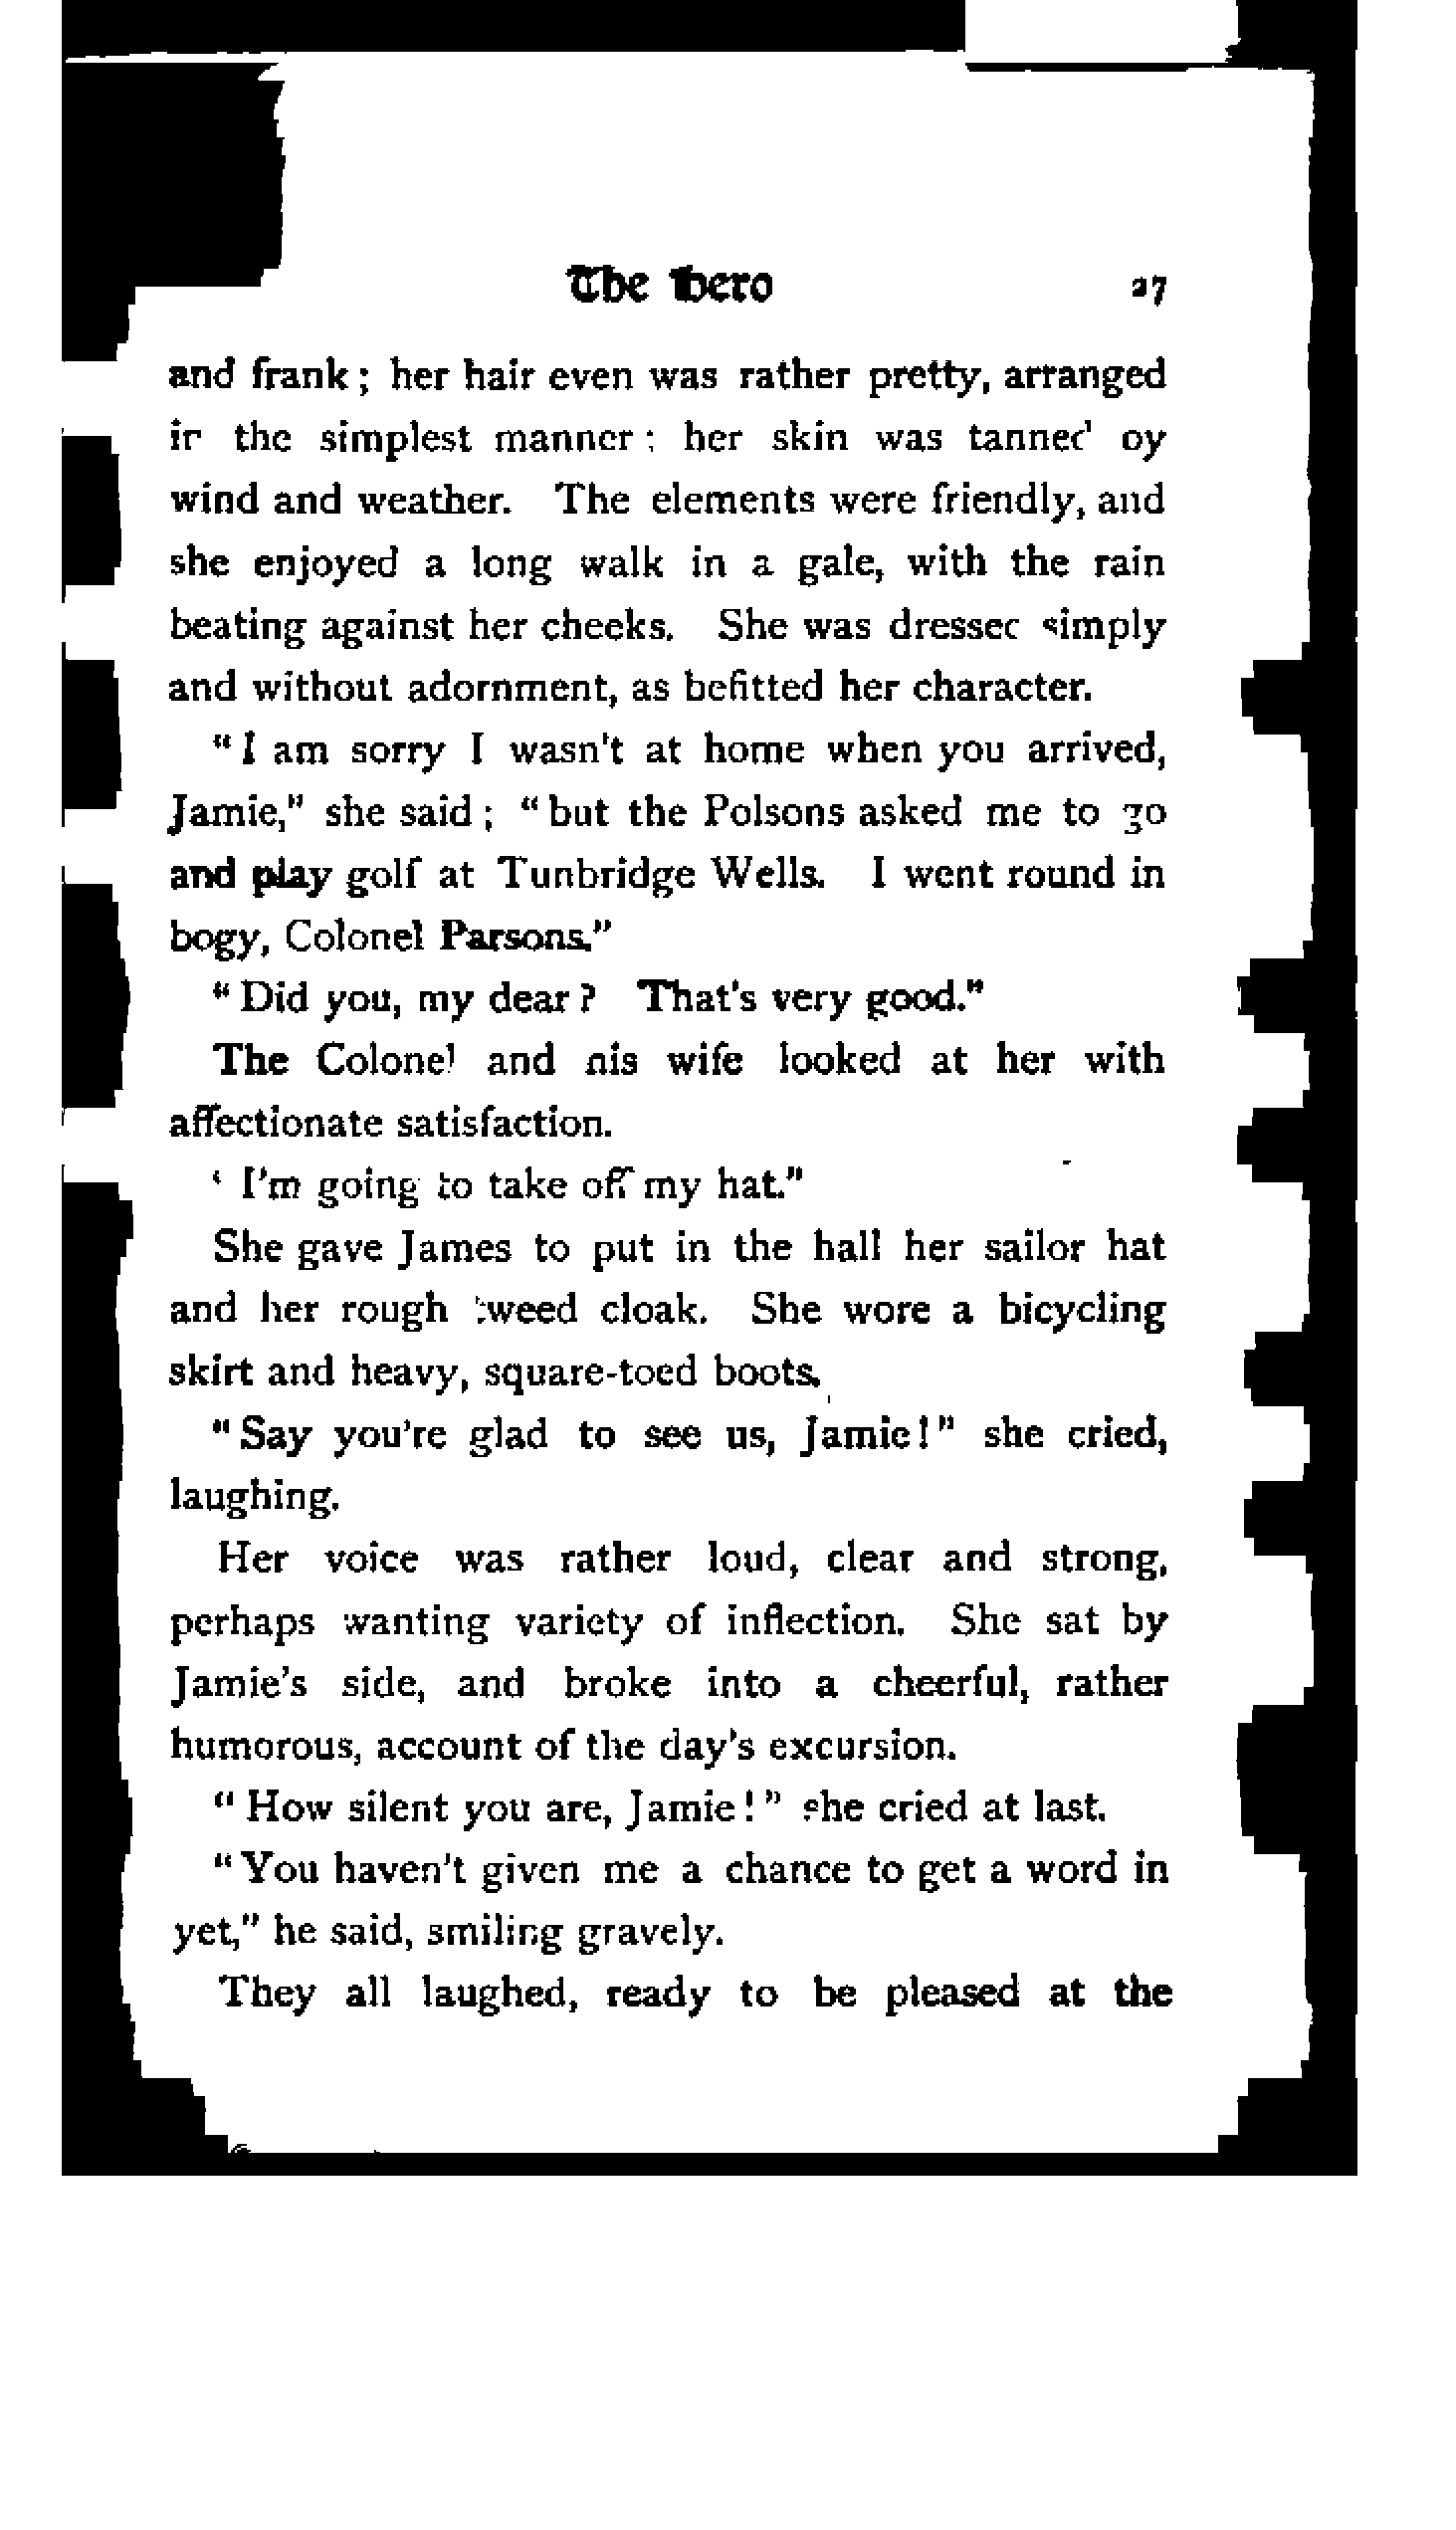 The Hero 27
and frank; her hair even was rather pretty, arranged
in the simplest manner; her skin was tanned by
wind and weather. The elements were friendly, and
she enjoyed a long walk in a gale, with the rain
beating against her cheeks. She was dressed simply
and without adornment, as befitted her character.
"I am sorry I wasn't at home when you arrived,
Jamie," she said; "but the Polsons asked me to go
and play golf at Tunbridge Wells. I went round in
bogy, Colonel Parsons."
"Did you, my dear? That's very good."
The Colonel and his wife looked at her with
affectionate satisfaction.
" I'm going to take off my hat."
She gave James to put in the hall her sailor hat
and her rough tweed cloak. She wore a bicycling
skirt and heavy, square-toed boots.
"Say you're glad to see us, Jamie!" she cried,
laughing.
Her voice was rather loud, clear and strong,
perhaps wanting variety of inflection. She sat by
Jamie's side, and broke into a cheerful, rather
humorous, account of the day's excursion.
"How silent you are, Jamie!" she cried at last.
"You haven't given me a chance to get a word in
yet," he said, smiling gravely.
They all laughed, ready to be pleased at the